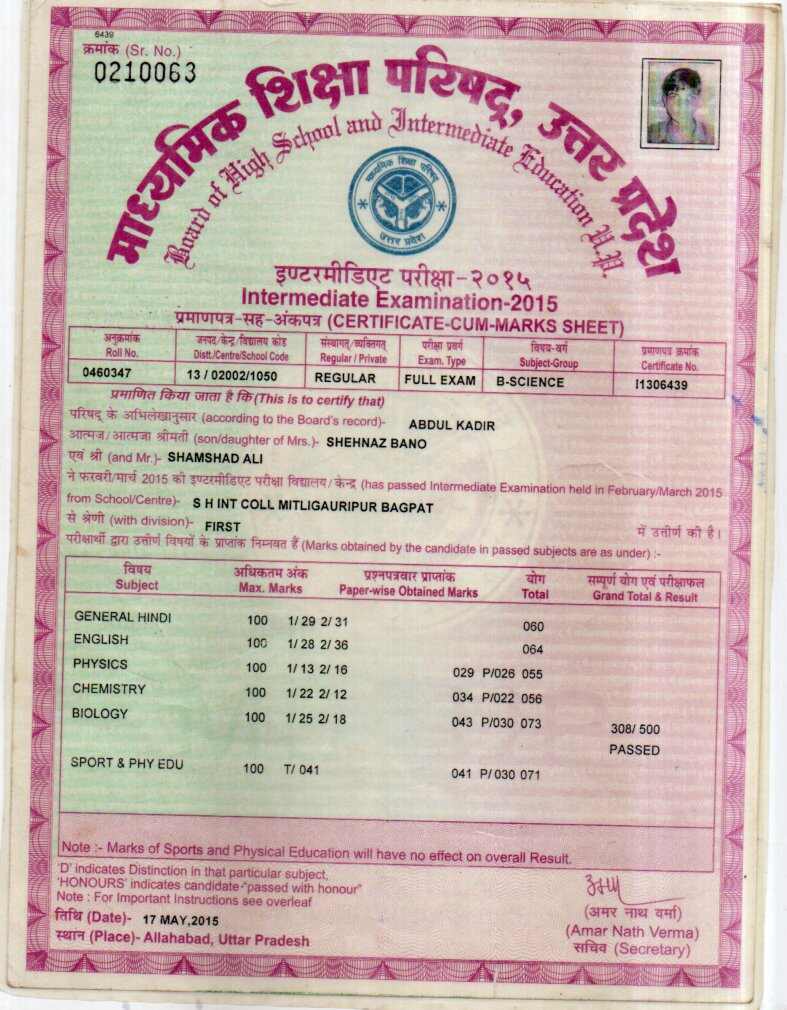 6439
क्रमांक (Sr. No.)
0210063
माध्यमिक शिक्षा परिषद्, उत्तर प्रदेश
Board of High School and Intermediate Education U.P.
माध्यमिक शिक्षा परिषद
उत्तर प्रदेश
इण्टरमीडिएट परीक्षा-२०१५
Intermediate Examination-2015
प्रमाणपत्र-सह-अंकपत्र (CERTIFICATE-CUM-MARKS SHEET)
अनुक्रमांक जनपद/केन्द्र/विद्यालय कोड संस्थागत/व्यक्तिगत परीक्षा प्रवर्ग विषय-वर्ग प्रमाणपत्र क्रमांक
Roll No. Distt./Centre/School Code Regular / Private Exam. Type Subject-Group Certificate No.
0460347 13 / 02002/1050 REGULAR FULL EXAM B-SCIENCE I1306439
प्रमाणित किया जाता है कि (This is to certify that)
परिषद् के अभिलेखानुसार (according to the Board's record)- ABDUL KADIR
आत्मज/आत्मजा श्रीमती (son/daughter of Mrs.)- SHEHNAZ BANO
एवं श्री (and Mr.)- SHAMSHAD ALI
ने फरवरी/मार्च 2015 की इण्टरमीडिएट परीक्षा विद्यालय/केन्द्र (has passed Intermediate Examination held in February/March 2015
from School/Centre)- S H INT COLL MITLIGAURIPUR BAGPAT
से श्रेणी (with division)- FIRST में उत्तीर्ण की है।
परीक्षार्थी द्वारा उत्तीर्ण विषयों के प्राप्तांक निम्नवत हैं (Marks obtained by the candidate in passed subjects are as under) :-
विषय अधिकतम अंक प्रश्नपत्रवार प्राप्तांक योग सम्पूर्ण योग एवं परीक्षाफल
Subject Max. Marks Paper-wise Obtained Marks Total Grand Total & Result
GENERAL HINDI 100 1/ 29 2/ 31 060
ENGLISH 100 1/ 28 2/ 36 064
PHYSICS 100 1/ 13 2/ 16 029 P/026 055
CHEMISTRY 100 1/ 22 2/ 12 034 P/022 056
BIOLOGY 100 1/ 25 2/ 18 043 P/030 073 308/ 500
PASSED
SPORT & PHY EDU 100 T/ 041 041 P/ 030 071
Note :- Marks of Sports and Physical Education will have no effect on overall Result.
'D' indicates Distinction in that particular subject,
'HONOURS' indicates candidate-"passed with honour"
Note : For Important Instructions see overleaf
तिथि (Date)- 17 MAY,2015
स्थान (Place)- Allahabad, Uttar Pradesh
(अमर नाथ वर्मा)
(Amar Nath Verma)
सचिव (Secretary)